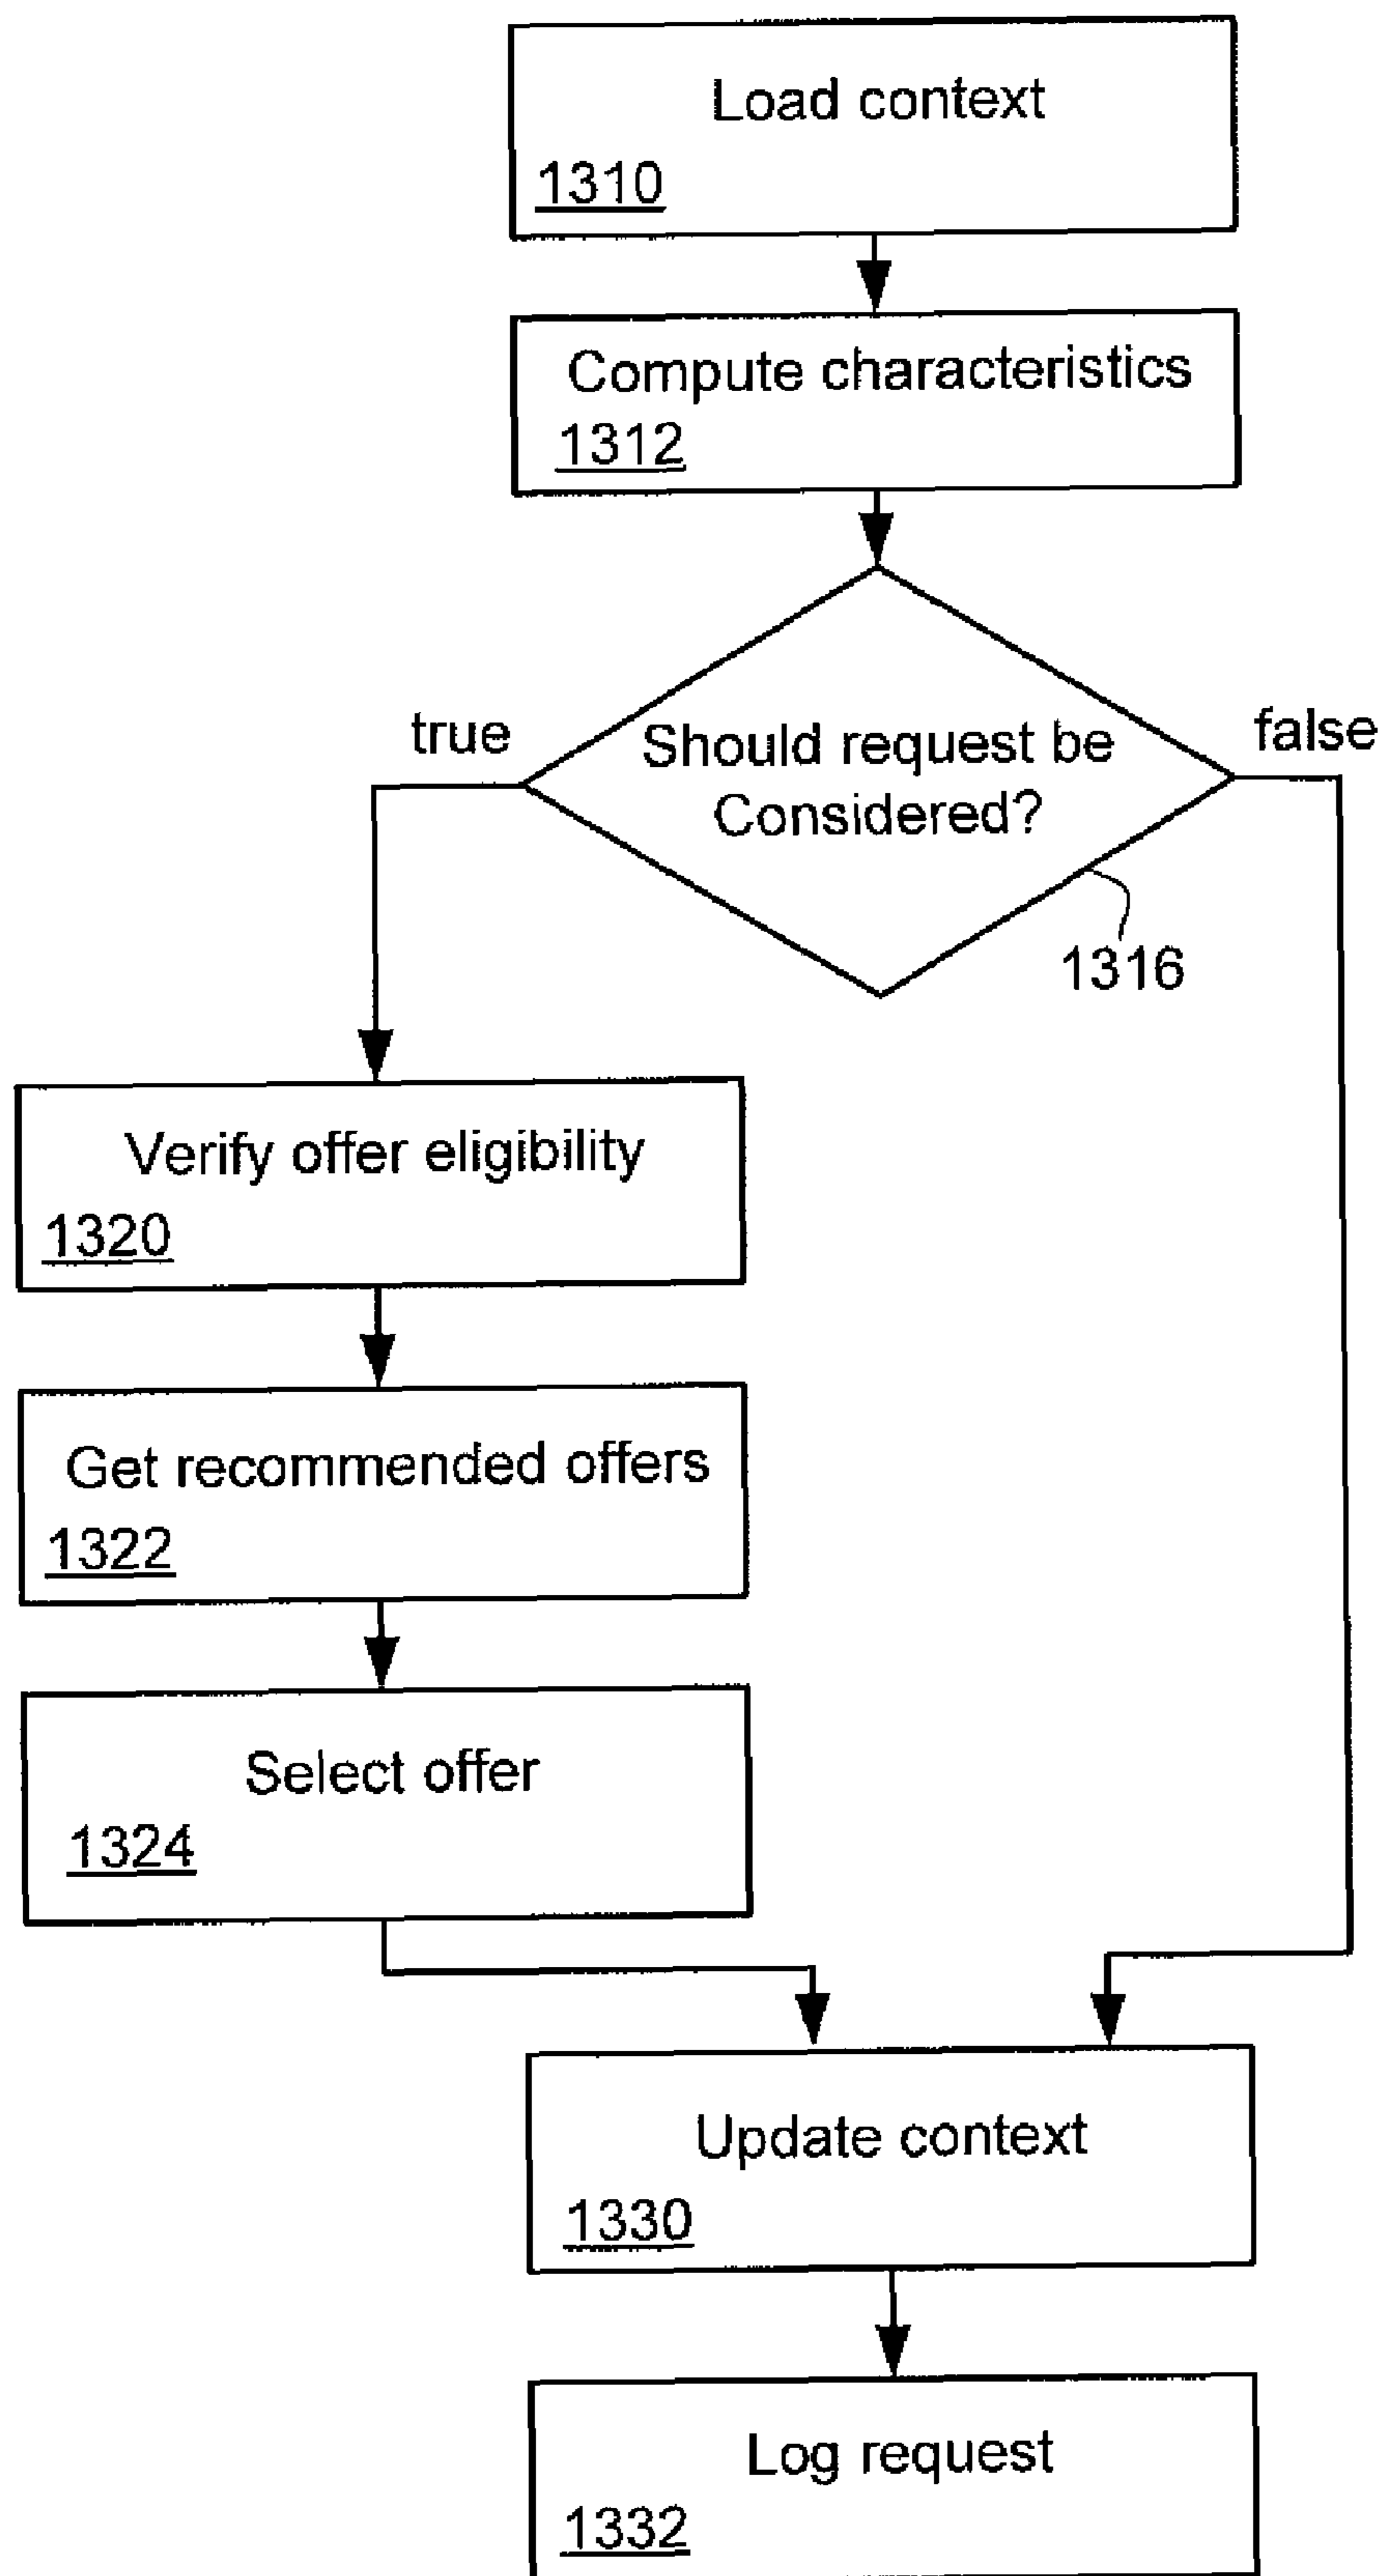 Load context
1310
Compute characteristics
1312
true
false
Should request be
Considered?
1316
Verify offer eligibility
1320
Get recommended offers
1322
Select offer
1324
Update context
1330
Log request
1332